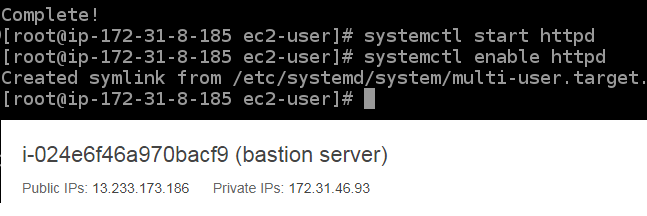 Complete!
[root@ip-172-31-8-185 ec2-user]# systemctl start httpd
[root@ip-172-31-8-185 ec2-user]# systemctl enable httpd
Created symlink from /etc/systemd/system/multi-user.target.
[root@ip-172-31-8-185 ec2-user]#
i-024e6f46a970bacf9 (bastion server)
Public IPs: 13.233.173.186 Private IPs: 172.31.46.93